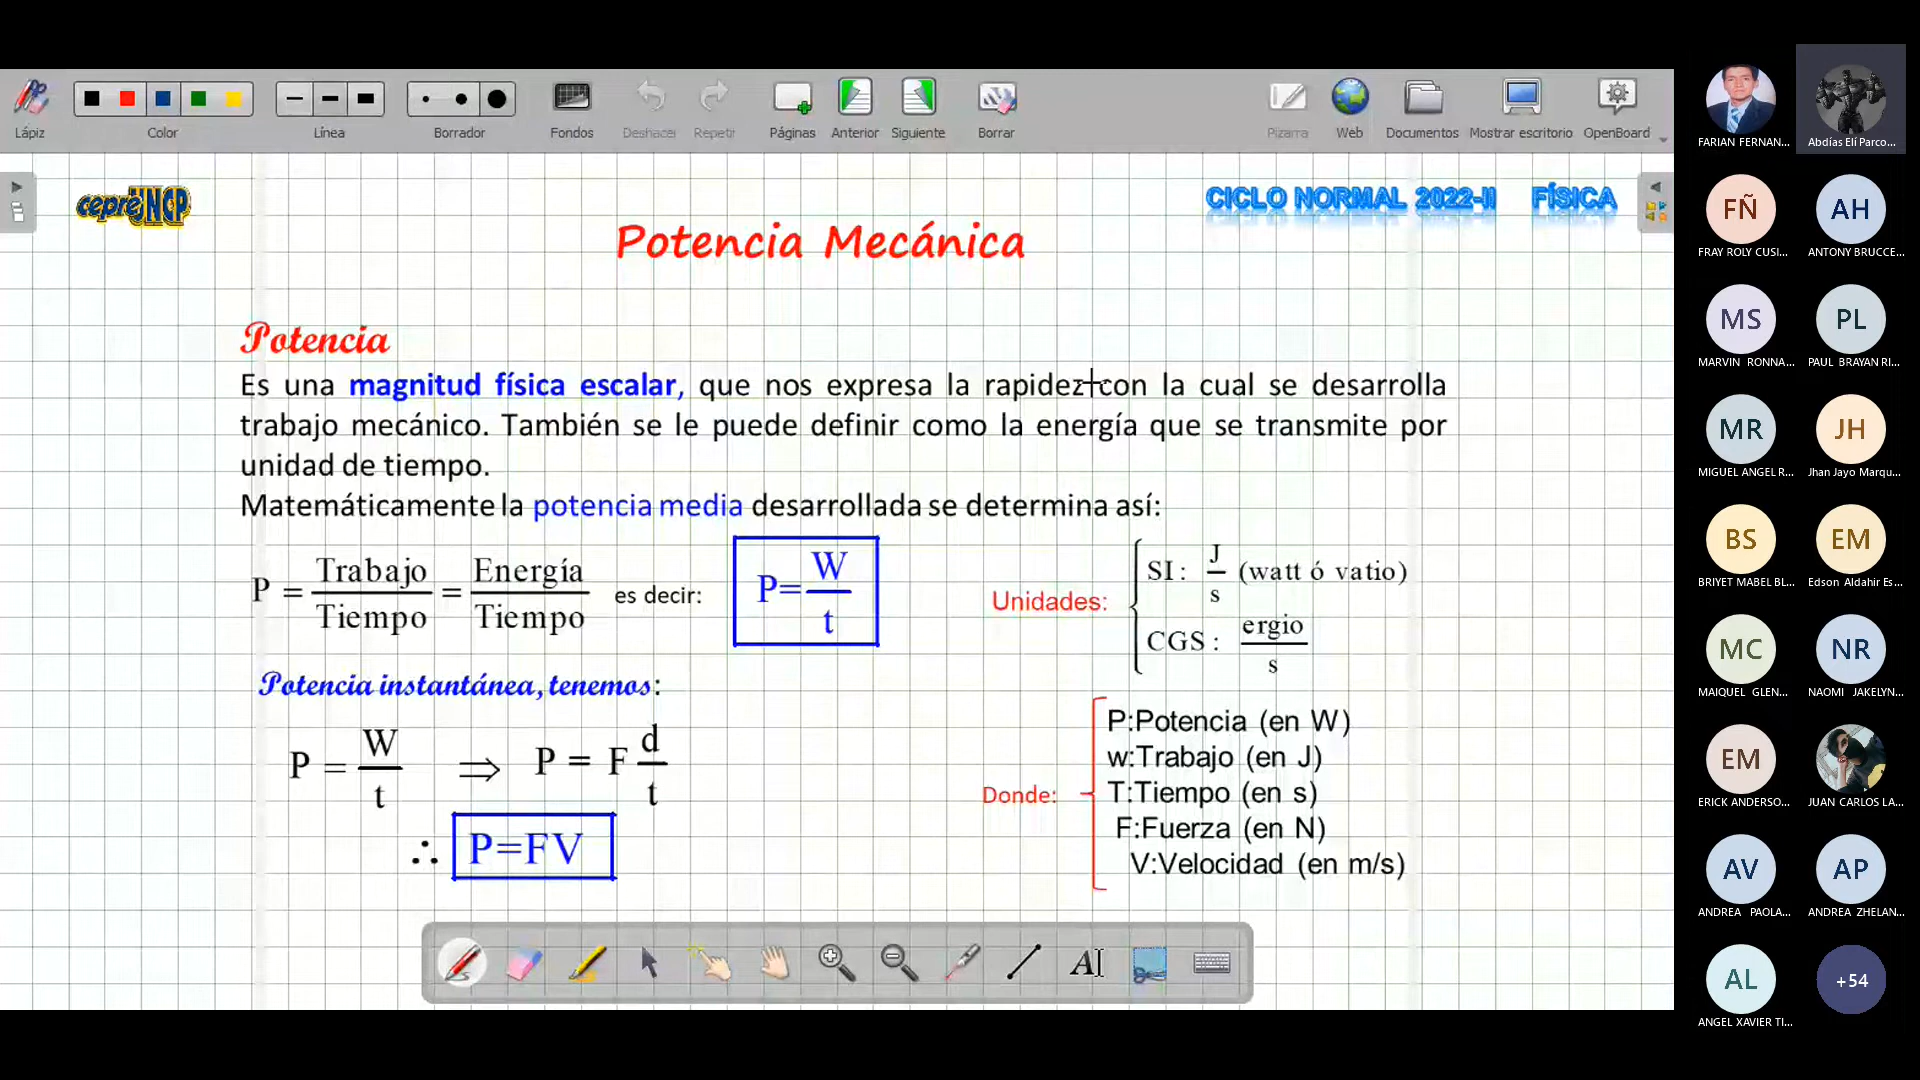 Lápiz
Color
Línea
Borrador
Fondos
Deshacer
Repetir
Páginas
Anterior
Siguiente
Borrar
Pizarra
Web
Documentos
Mostrar escritorio
OpenBoard
cepreUNCP
CICLO NORMAL 2022-II FÍSICA
Potencia Mecánica
Potencia
Es una magnitud física escalar, que nos expresa la rapidez con la cual se desarrolla
trabajo mecánico. También se le puede definir como la energía que se transmite por
unidad de tiempo.
Matemáticamente la potencia media desarrollada se determina así:
P = Trabajo/Tiempo = Energía/Tiempo es decir: P= W/t
Unidades:
SI : J/s (watt ó vatio)
CGS : ergio/s
Potencia instantánea, tenemos:
P = W/t ⇒ P = F d/t
∴ P=FV
Donde:
P:Potencia (en W)
w:Trabajo (en J)
T:Tiempo (en s)
F:Fuerza (en N)
V:Velocidad (en m/s)
A
FARIAN FERNAN...
Abdías Elí Parco...
FÑ
FRAY ROLY CUSI...
AH
ANTONY BRUCCE...
MS
MARVIN RONNA...
PL
PAUL BRAYAN RI...
MR
MIGUEL ANGEL R...
JH
Jhan Jayo Marqu...
BS
BRIYET MABEL BL...
EM
Edson Aldahir Es...
MC
MAIQUEL GLEN...
NR
NAOMI JAKELYN...
EM
ERICK ANDERSO...
JUAN CARLOS LA...
AV
ANDREA PAOLA...
AP
ANDREA ZHELAN...
AL
ANGEL XAVIER TI...
+54